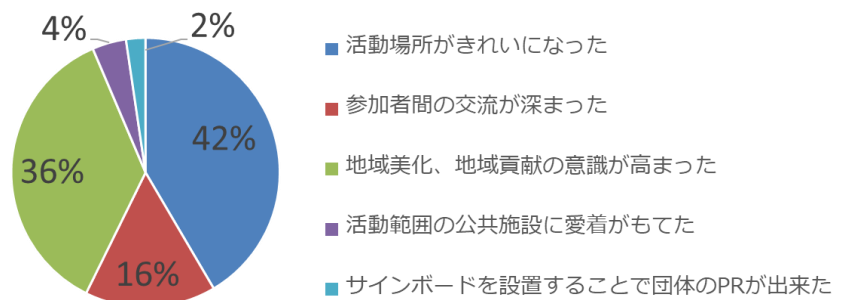 4%
2%
42%
36%
16%
活動場所がきれいになった
参加者間の交流が深まった
地域美化、地域貢献の意識が高まった
活動範囲の公共施設に愛着がもてた
サインボードを設置することで団体のPRが出来た